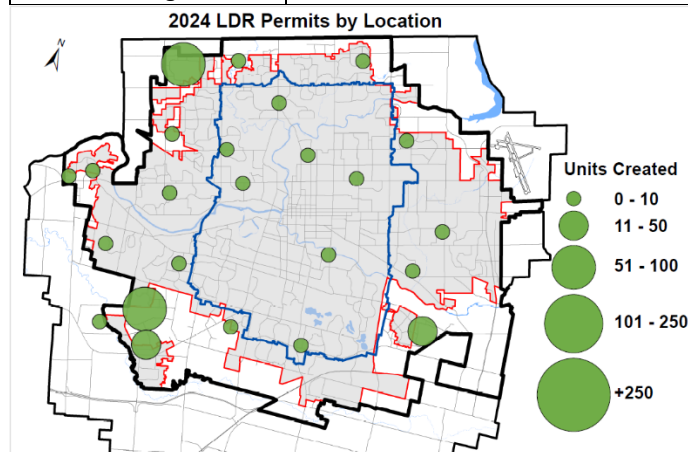 2024 LDR Permits by Location
N
Units Created
0 - 10
11 - 50
51 - 100
101 - 250
+250